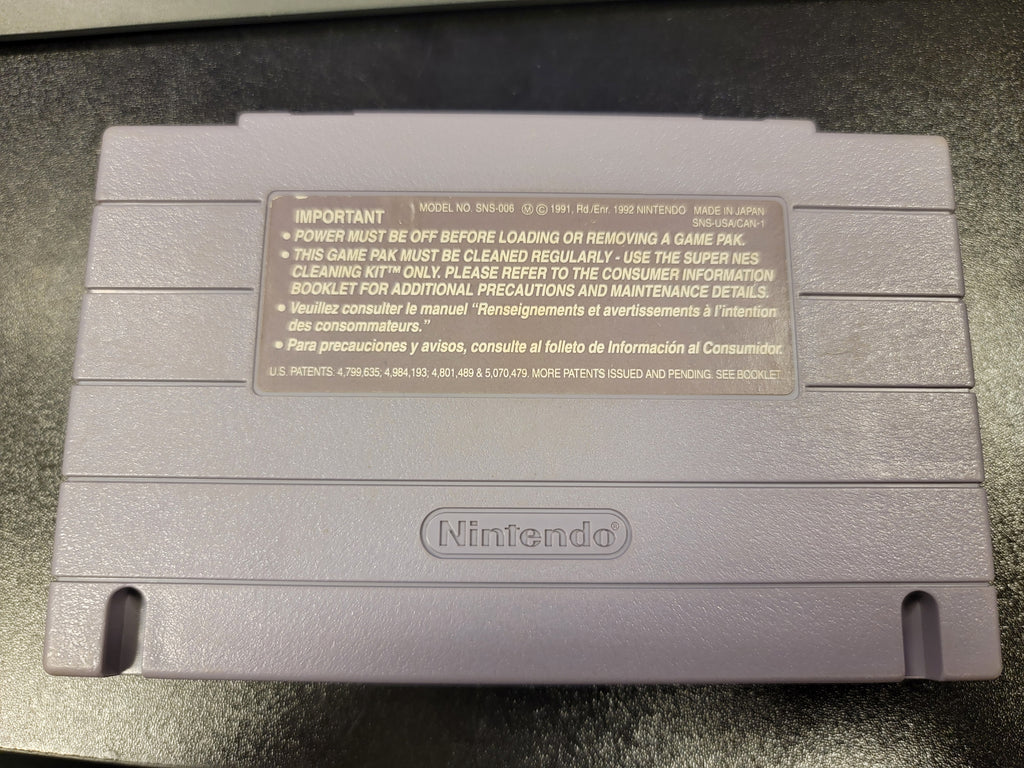 IMPORTANT MODEL NO. SNS-006 Ⓜ © 1991, Rd./Enr. 1992 NINTENDO MADE IN JAPAN
SNS-USA/CAN-1
• POWER MUST BE OFF BEFORE LOADING OR REMOVING A GAME PAK.
• THIS GAME PAK MUST BE CLEANED REGULARLY - USE THE SUPER NES
CLEANING KIT™ ONLY. PLEASE REFER TO THE CONSUMER INFORMATION
BOOKLET FOR ADDITIONAL PRECAUTIONS AND MAINTENANCE DETAILS.
• Veuillez consulter le manuel "Renseignements et avertissements à l'intention
des consommateurs."
• Para precauciones y avisos, consulte al folleto de Información al Consumidor.
U.S. PATENTS: 4,799,635; 4,984,193; 4,801,489 & 5,070,479. MORE PATENTS ISSUED AND PENDING. SEE BOOKLET.
Nintendo®